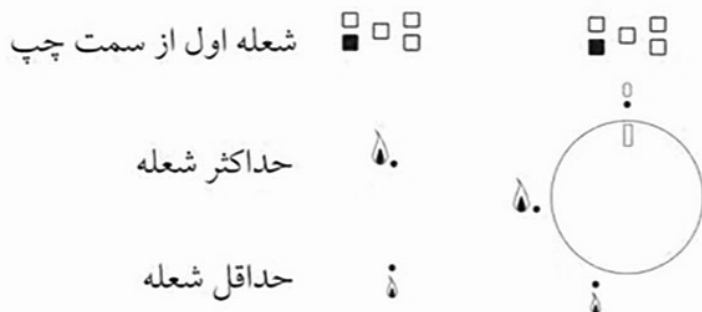 شعله اول از سمت چپ
حداکثر شعله
حداقل شعله